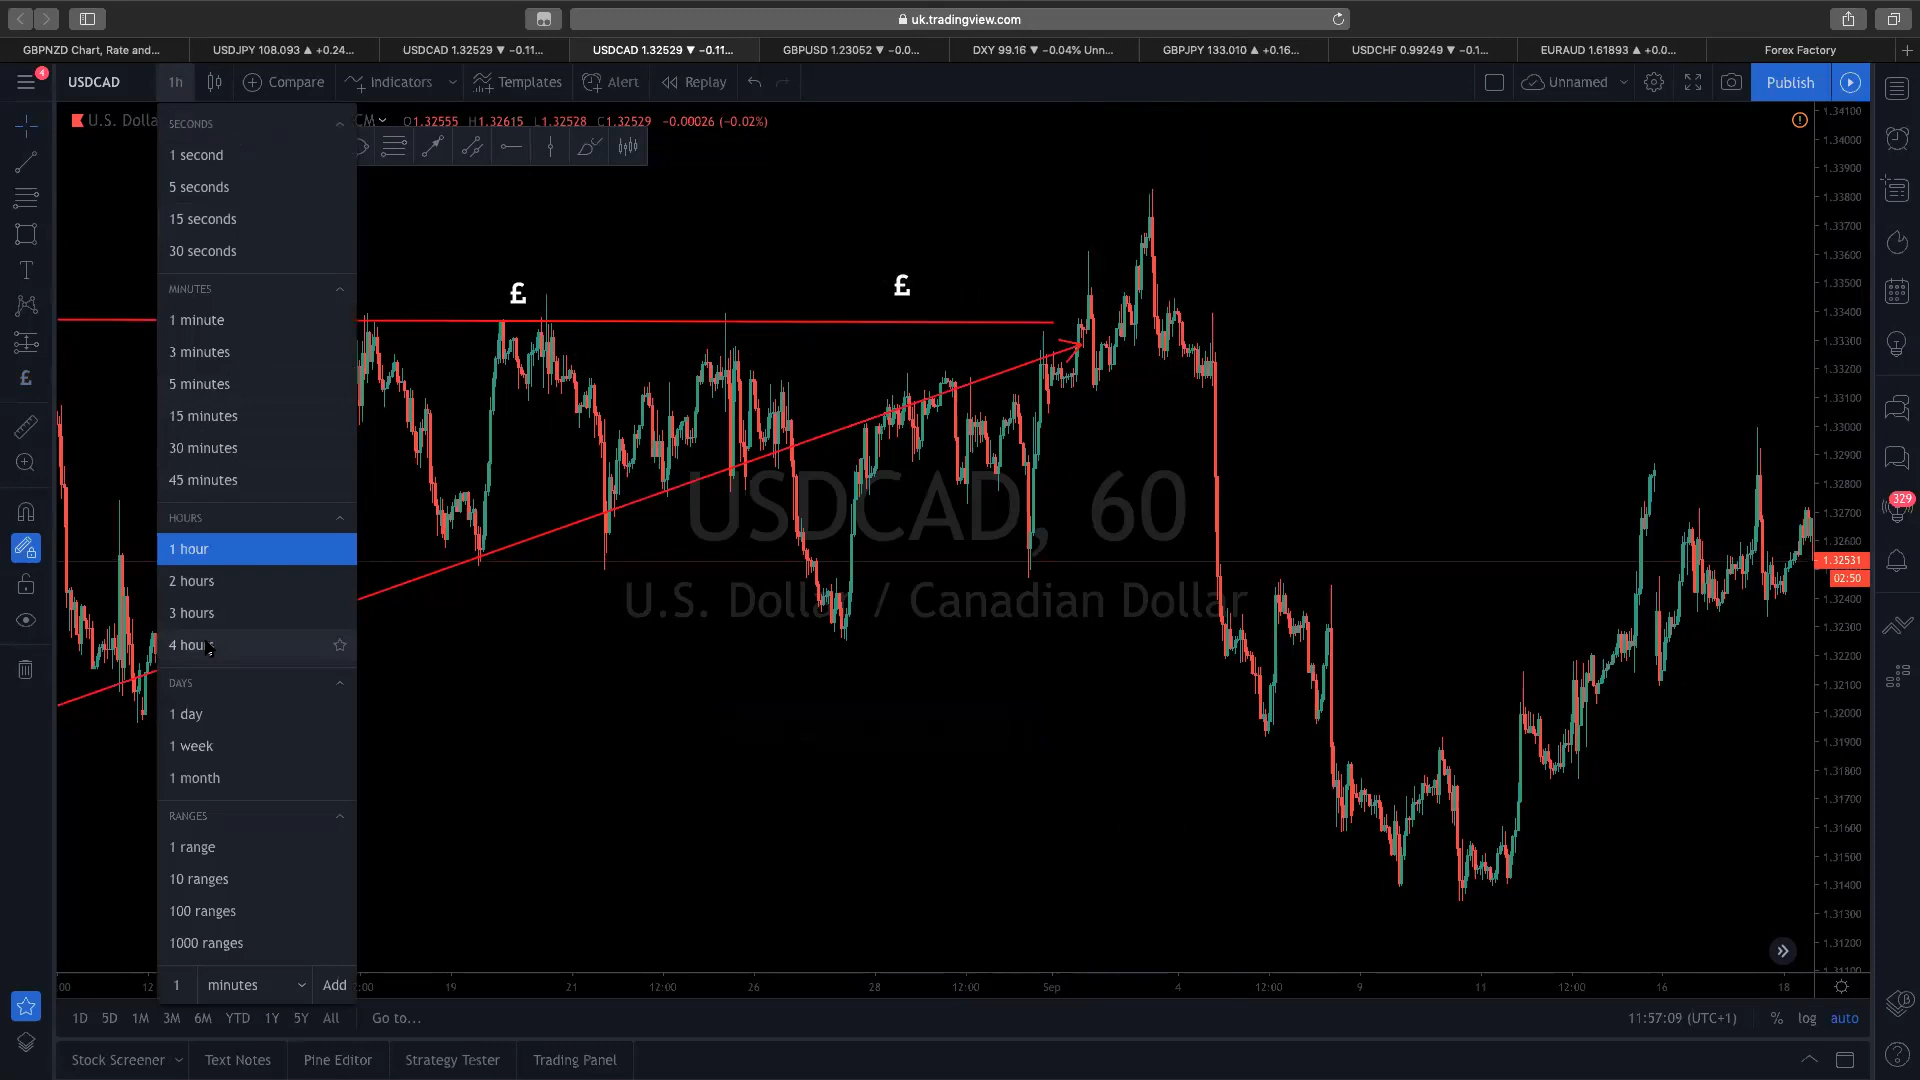 uk.tradingview.com
GBPNZD Chart, Rate and... USDJPY 108.093 ▲ +0.24... USDCAD 1.32529 ▼ −0.11... USDCAD 1.32529 ▼ −0.11... GBPUSD 1.23052 ▼ −0.0... DXY 99.16 ▼ −0.04% Unn... GBPJPY 133.010 ▲ +0.16... USDCHF 0.99249 ▼ −0.1... EURAUD 1.61893 ▲ +0.0... Forex Factory
4 USDCAD 1h Compare Indicators Templates Alert Replay Unnamed Publish
U.S. Dolla CM O1.32555 H1.32615 L1.32528 C1.32529 −0.00026 (−0.02%)
SECONDS
1 second
5 seconds
15 seconds
30 seconds
MINUTES
1 minute
3 minutes
5 minutes
15 minutes
30 minutes
45 minutes
HOURS
1 hour
2 hours
3 hours
4 hou
DAYS
1 day
1 week
1 month
RANGES
1 range
10 ranges
100 ranges
1000 ranges
1 minutes Add
T
£
£
£
USDCAD, 60
U.S. Dollar / Canadian Dollar
1.34100
1.34000
1.33900
1.33800
1.33700
1.33600
1.33500
1.33400
1.33300
1.33200
1.33100
1.33000
1.32900
1.32800
1.32700
1.32600
1.32531
02:50
1.32400
1.32300
1.32200
1.32100
1.32000
1.31900
1.31800
1.31700
1.31600
1.31500
1.31400
1.31300
1.31200
1.31100
329
:00 12 :00 19 21 12:00 26 28 12:00 Sep 4 12:00 9 11 12:00 16 18
1D 5D 1M 3M 6M YTD 1Y 5Y All Go to... 11:57:09 (UTC+1) % log auto
Stock Screener Text Notes Pine Editor Strategy Tester Trading Panel